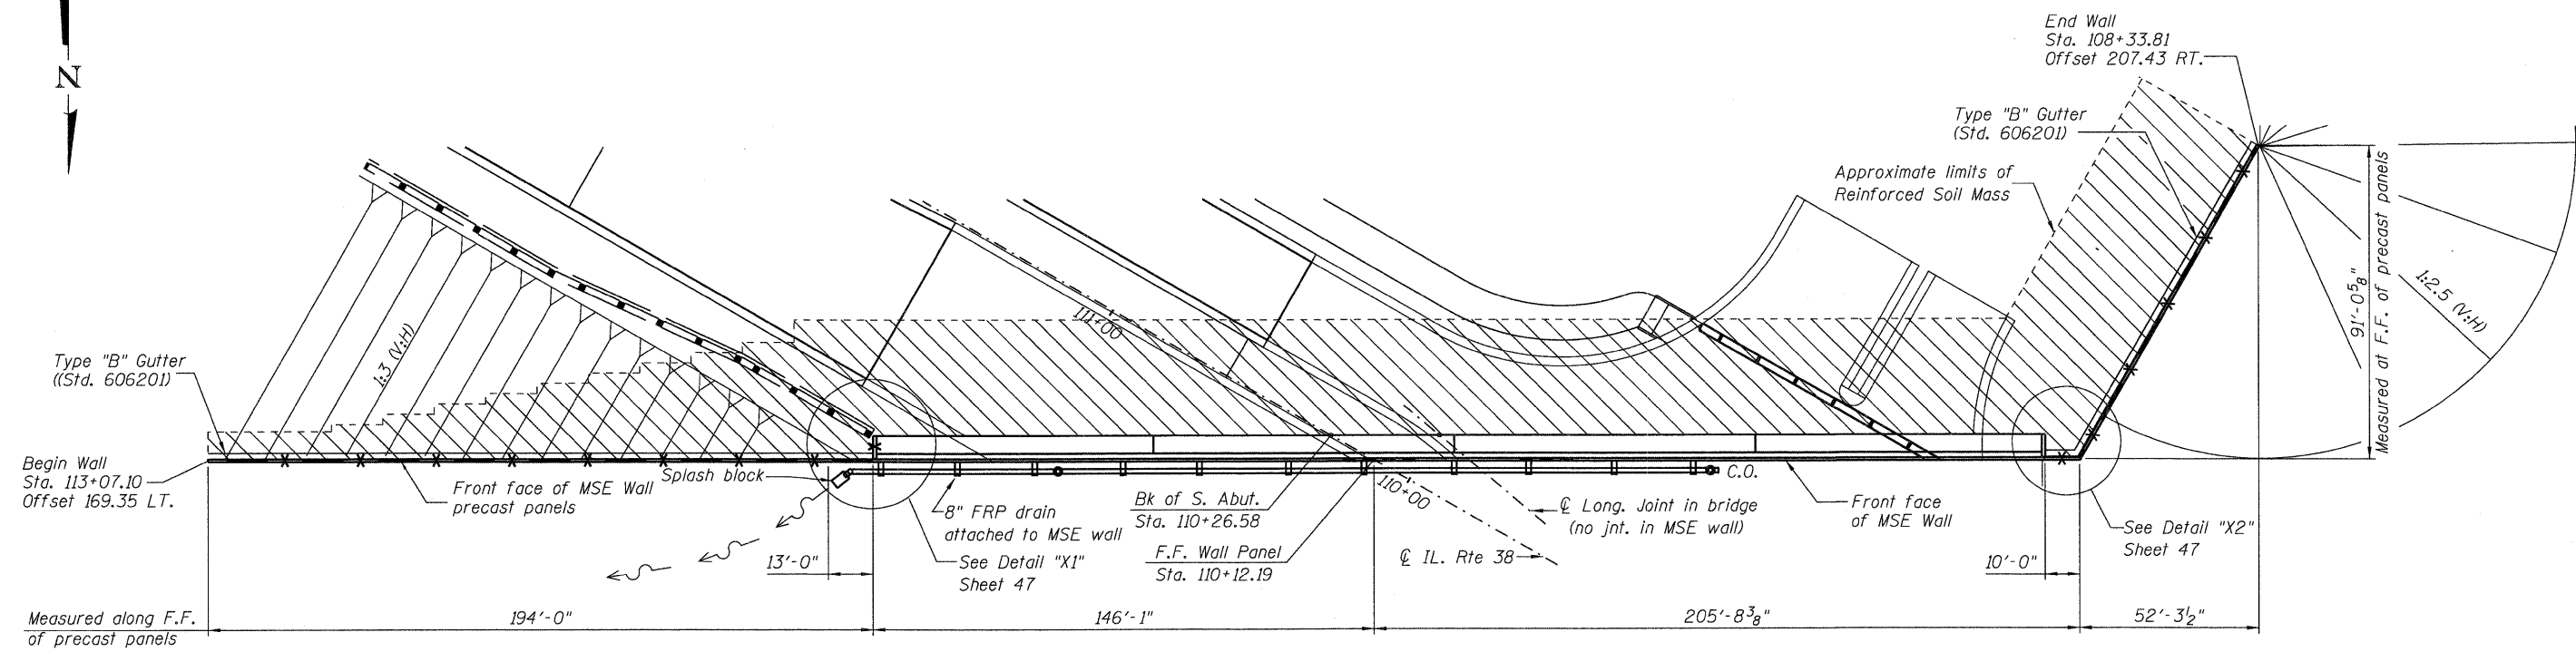 N
End Wall
Sta. 108+33.81
Offset 207.43 RT.
Type "B" Gutter
(Std. 606201)
Approximate limits of
Reinforced Soil Mass
91'-0 5/8"
Measured at F.F. of precast panels
1:2.5 (V:H)
111+00
1:3 (V:H)
Type "B" Gutter
((Std. 606201)
Begin Wall
Sta. 113+07.10
Offset 169.35 LT.
Front face of MSE Wall
precast panels
Splash block
8" FRP drain
attached to MSE wall
See Detail "X1"
Sheet 47
Bk of S. Abut.
Sta. 110+26.58
F.F. Wall Panel
Sta. 110+12.19
110+00
C.O.
℄ Long. Joint in bridge
(no jnt. in MSE wall)
℄ IL. Rte 38
Front face
of MSE Wall
See Detail "X2"
Sheet 47
13'-0"
10'-0"
Measured along F.F.
of precast panels
194'-0"
146'-1"
205'-8 3/8"
52'-3 1/2"